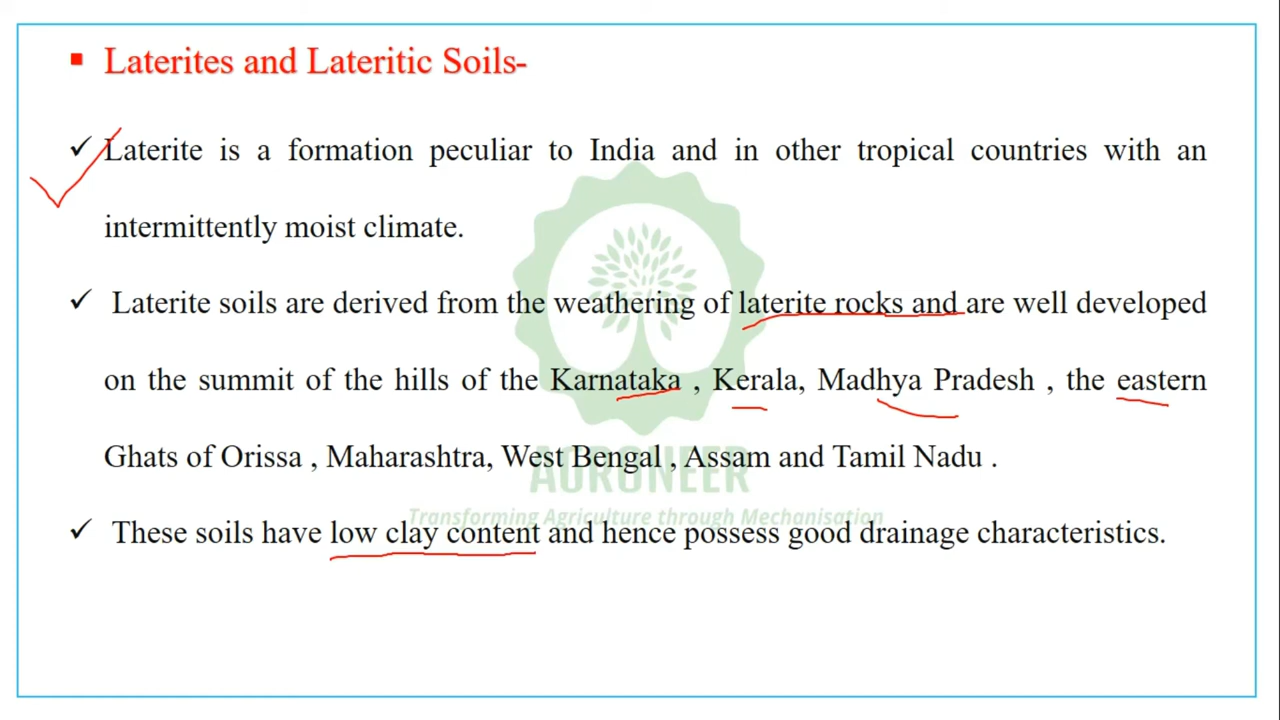 Laterites and Lateritic Soils-
Laterite is a formation peculiar to India and in other tropical countries with an
intermittently moist climate.
Laterite soils are derived from the weathering of laterite rocks and are well developed
on the summit of the hills of the Karnataka , Kerala, Madhya Pradesh , the eastern
Ghats of Orissa , Maharashtra, West Bengal , Assam and Tamil Nadu .
AGRONEER
Transforming Agriculture through Mechanisation
These soils have low clay content and hence possess good drainage characteristics.